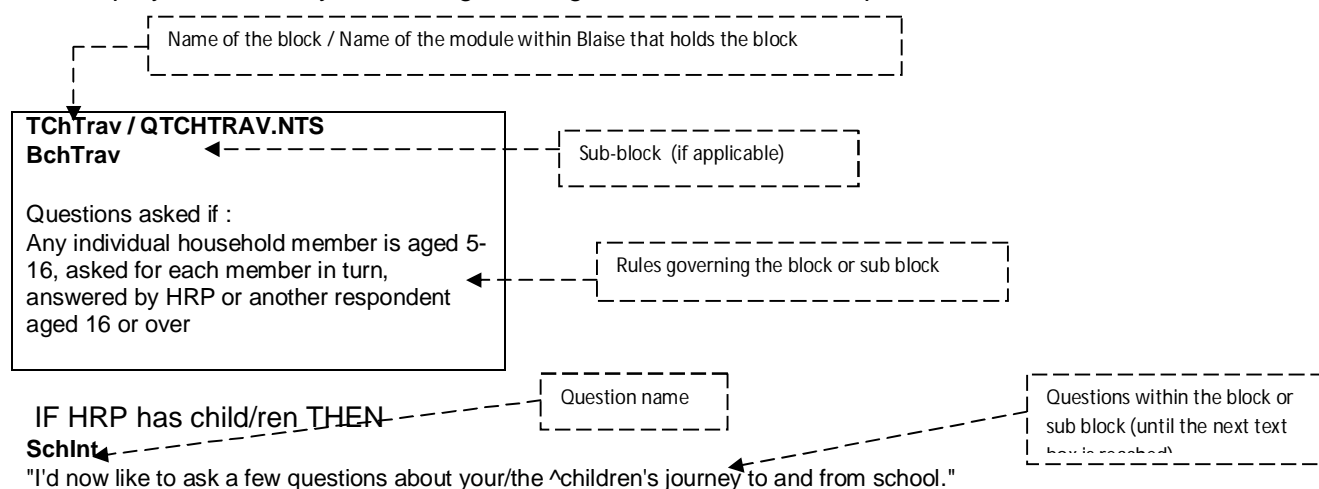 Name of the block / Name of the module within Blaise that holds the block
TChTrav / QTCHTRAV.NTS
BchTrav
Sub-block (if applicable)
Questions asked if :
Any individual household member is aged 5-
16, asked for each member in turn,
answered by HRP or another respondent
aged 16 or over
Rules governing the block or sub block
Question name
Questions within the block or
sub block (until the next text
IF HRP has child/ren THEN
SchInt
"I'd now like to ask a few questions about your/the ^children's journey to and from school."